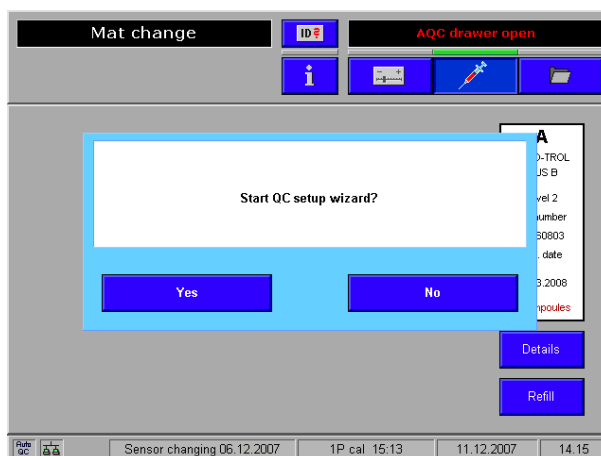 Mat change
ID
AQC drawer open
i
- +
A
O-TROL
US B
vel 2
umber
60803
. date
3.2008
mpoules
Start QC setup wizard?
Yes
No
Details
Refill
Auto
QC
Sensor changing 06.12.2007
1P cal 15:13
11.12.2007
14.15